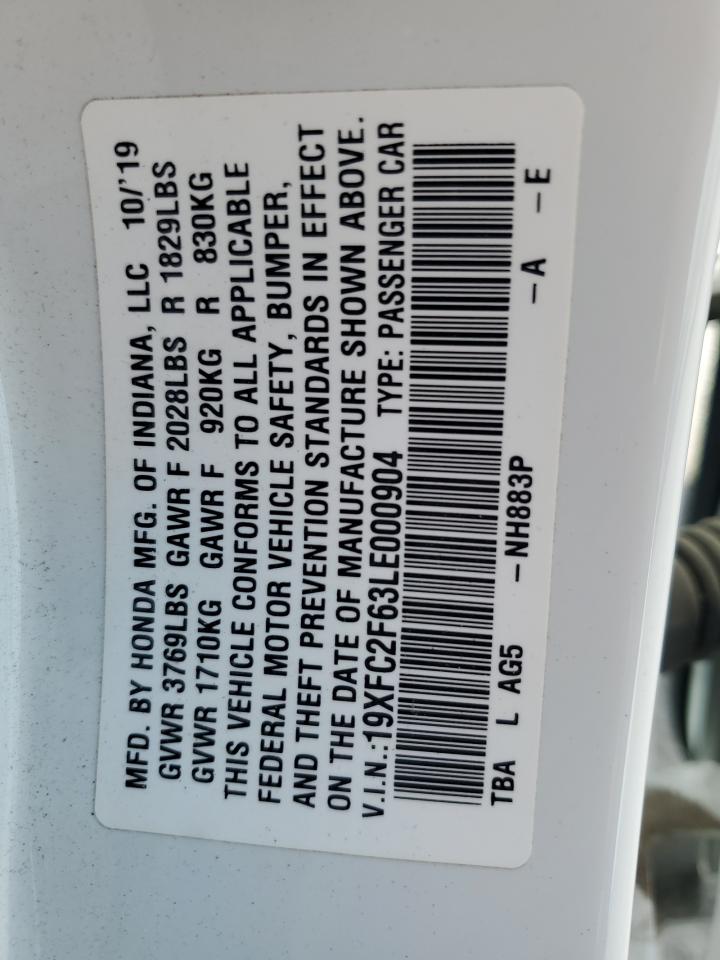 MFD. BY HONDA MFG. OF INDIANA, LLC 10/'19
GVWR 3769LBS GAWR F 2028LBS R 1829LBS
GVWR 1710KG GAWR F 920KG R 830KG
THIS VEHICLE CONFORMS TO ALL APPLICABLE
FEDERAL MOTOR VEHICLE SAFETY, BUMPER,
AND THEFT PREVENTION STANDARDS IN EFFECT
ON THE DATE OF MANUFACTURE SHOWN ABOVE.
V.I.N.:19XFC2F63LE000904 TYPE: PASSENGER CAR
TBA L AG5 -NH883P -A -E